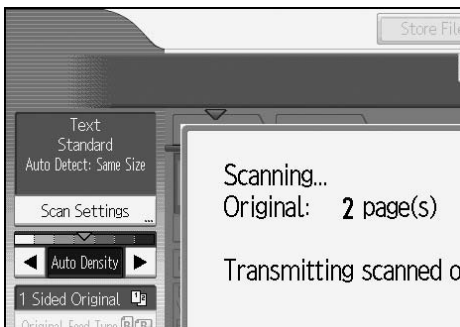 Store File
Text
Standard
Auto Detect: Same Size
Scan Settings
Auto Density
1 Sided Original
Original Feed Type
Scanning...
Original: 2 page(s)
Transmitting scanned o